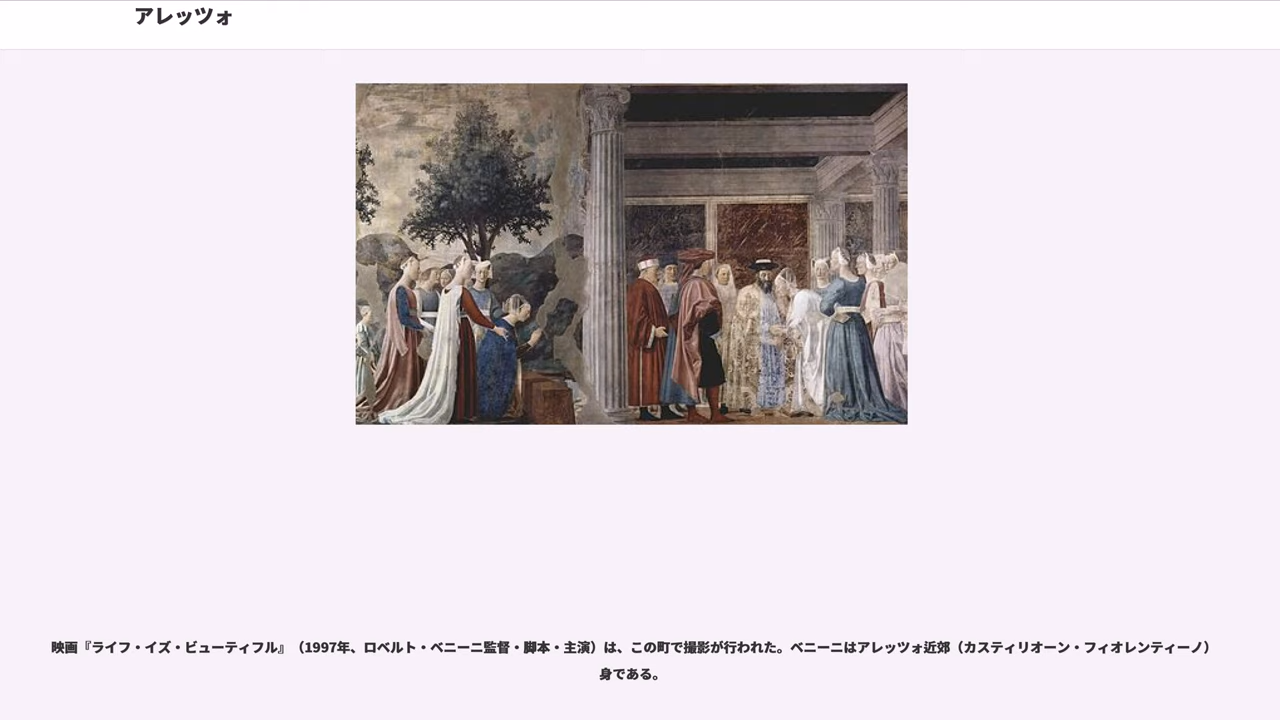 アレッツォ
映画『ライフ・イズ・ビューティフル』（1997年、ロベルト・ベニーニ監督・脚本・主演）は、この町で撮影が行われた。ベニーニはアレッツォ近郊（カスティリオーン・フィオレンティーノ）
身である。